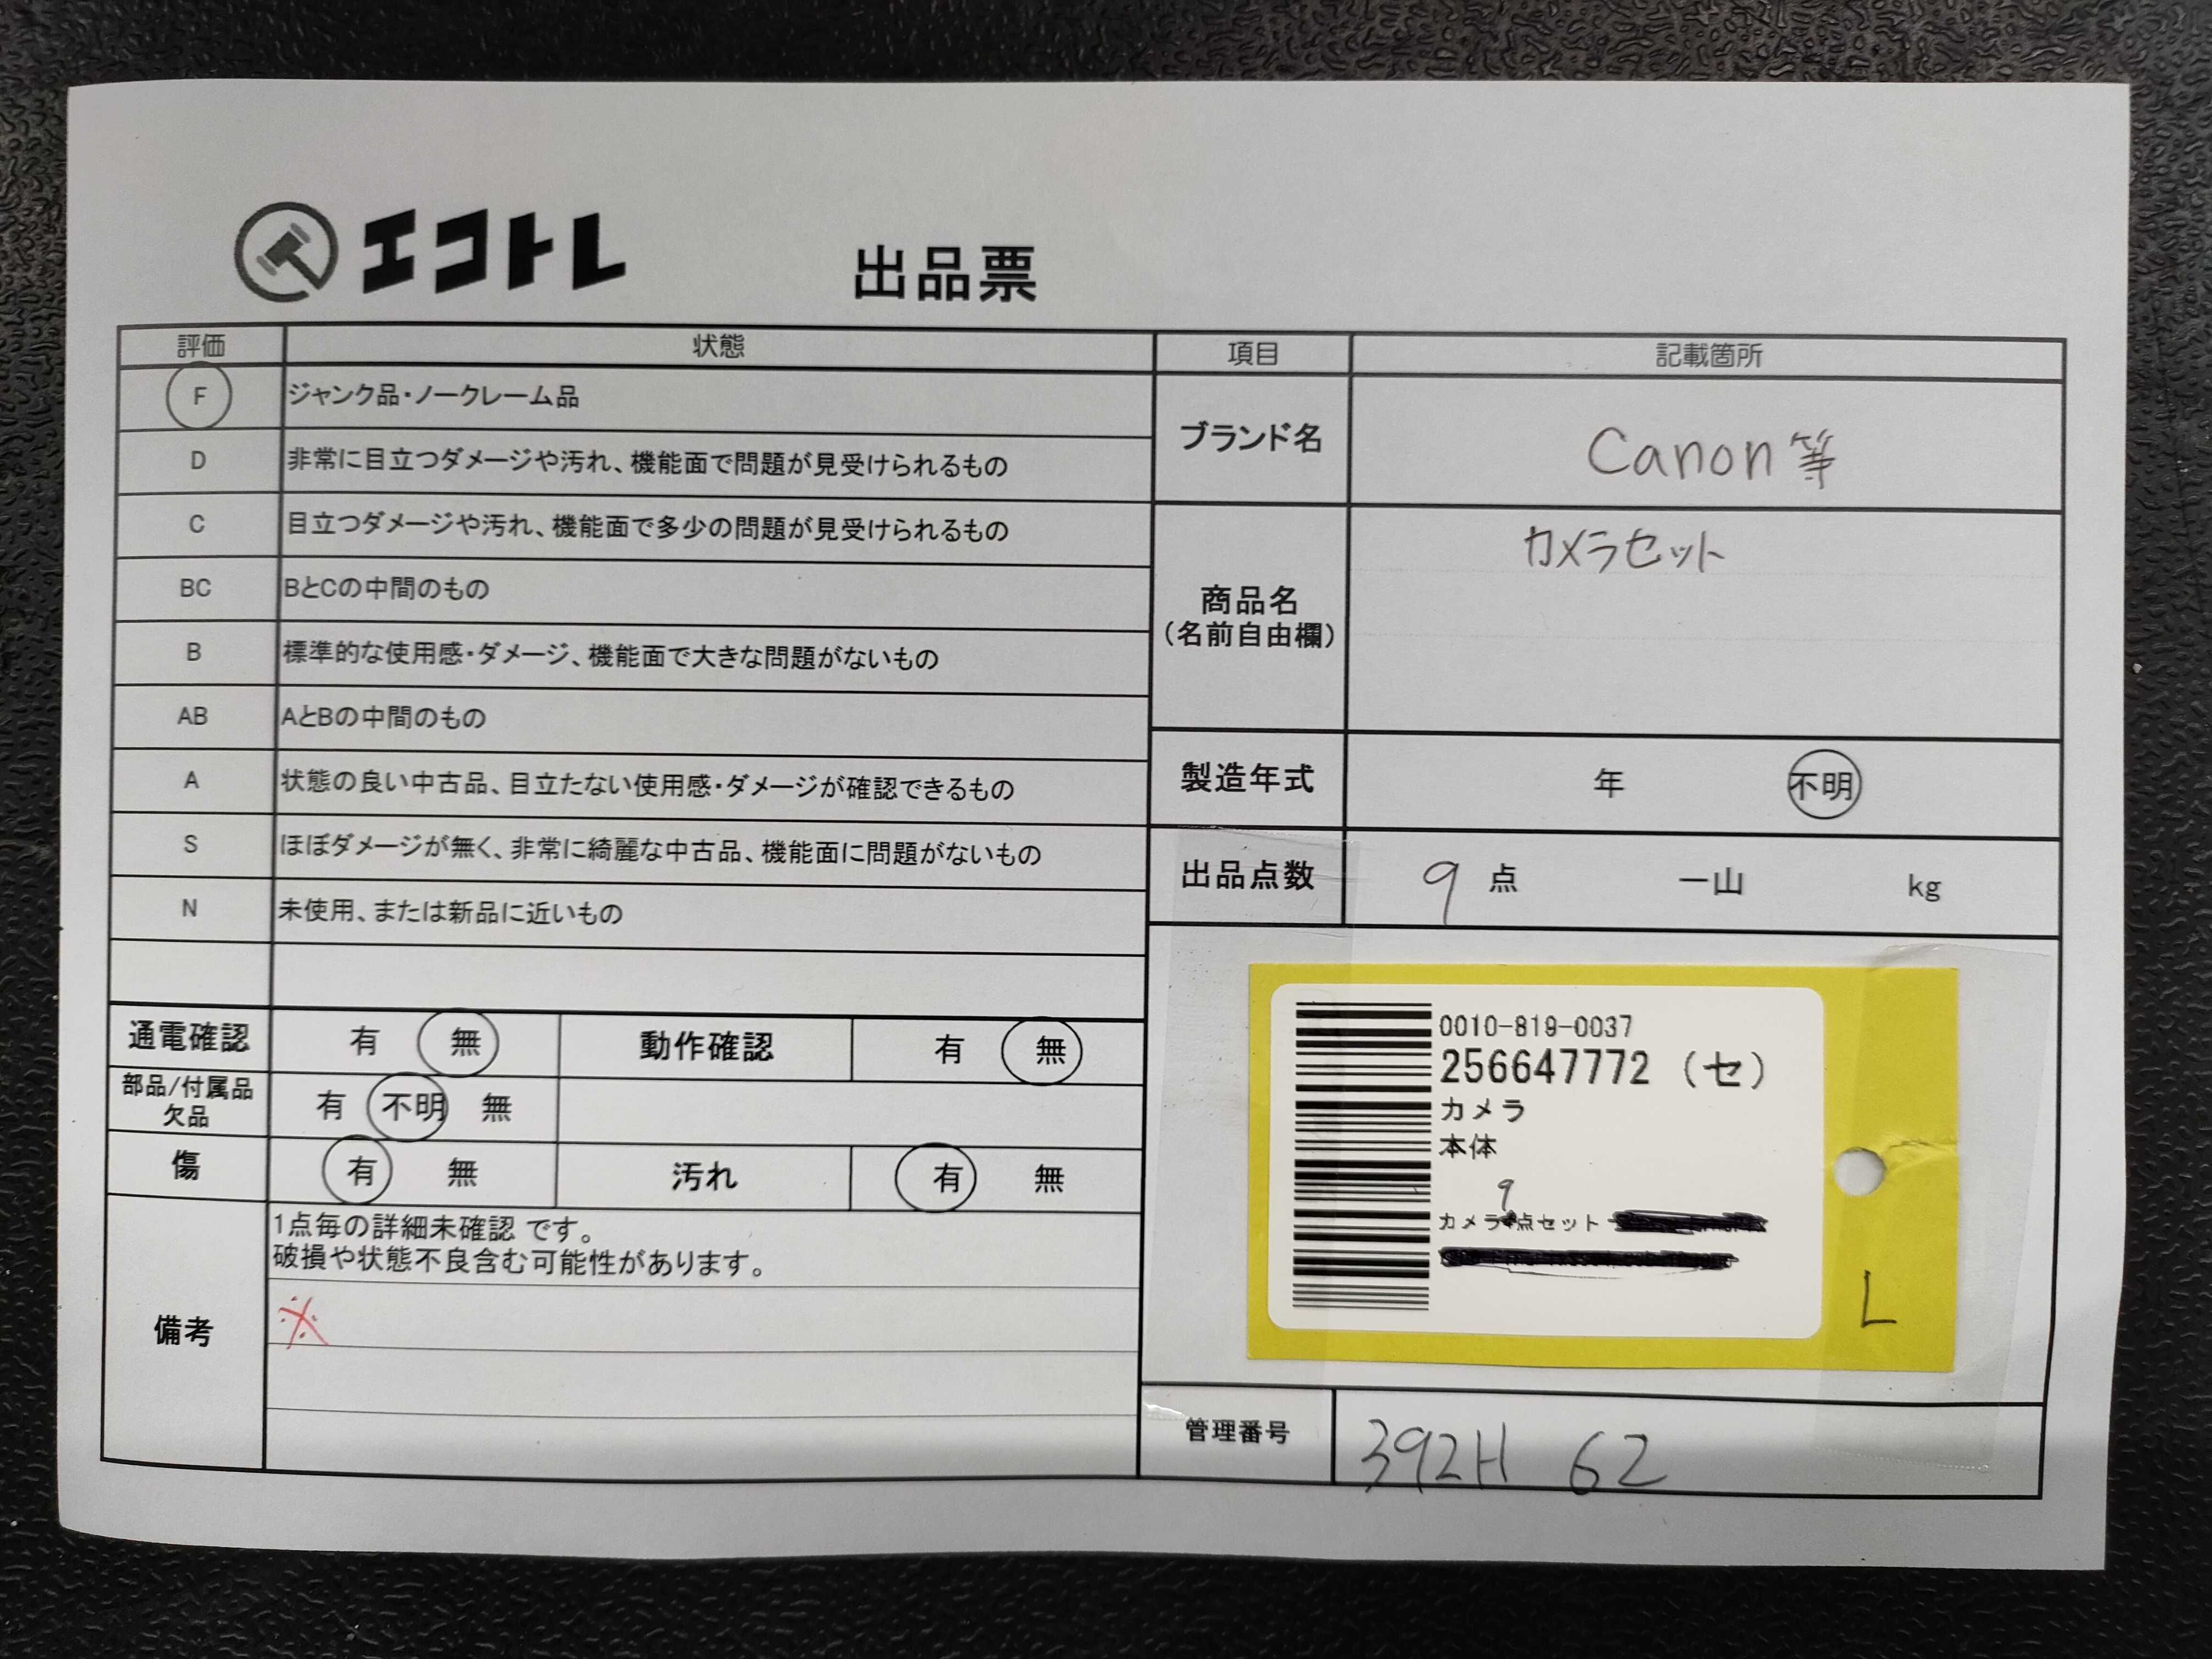 エコトレ
出品票
評価 状態
F ジャンク品・ノークレーム品
D 非常に目立つダメージや汚れ、機能面で問題が見受けられるもの
C 目立つダメージや汚れ、機能面で多少の問題が見受けられるもの
BC BとCの中間のもの
B 標準的な使用感・ダメージ、機能面で大きな問題がないもの
AB AとBの中間のもの
A 状態の良い中古品、目立たない使用感・ダメージが確認できるもの
S ほぼダメージが無く、非常に綺麗な中古品、機能面に問題がないもの
N 未使用、または新品に近いもの
通電確認 有 無 動作確認 有 無
部品/付属品
欠品
有 不明 無
傷 有 無 汚れ 有 無
備考
1点毎の詳細未確認 です。
破損や状態不良含む可能性があります。
※
項目 記載箇所
ブランド名 Canon等
商品名
(名前自由欄)
カメラセット
製造年式 年 不明
出品点数 9 点 一山 kg
0010-819-0037
256647772 (セ)
カメラ
本体
9
カメラ 点セット
L
管理番号 392H 62